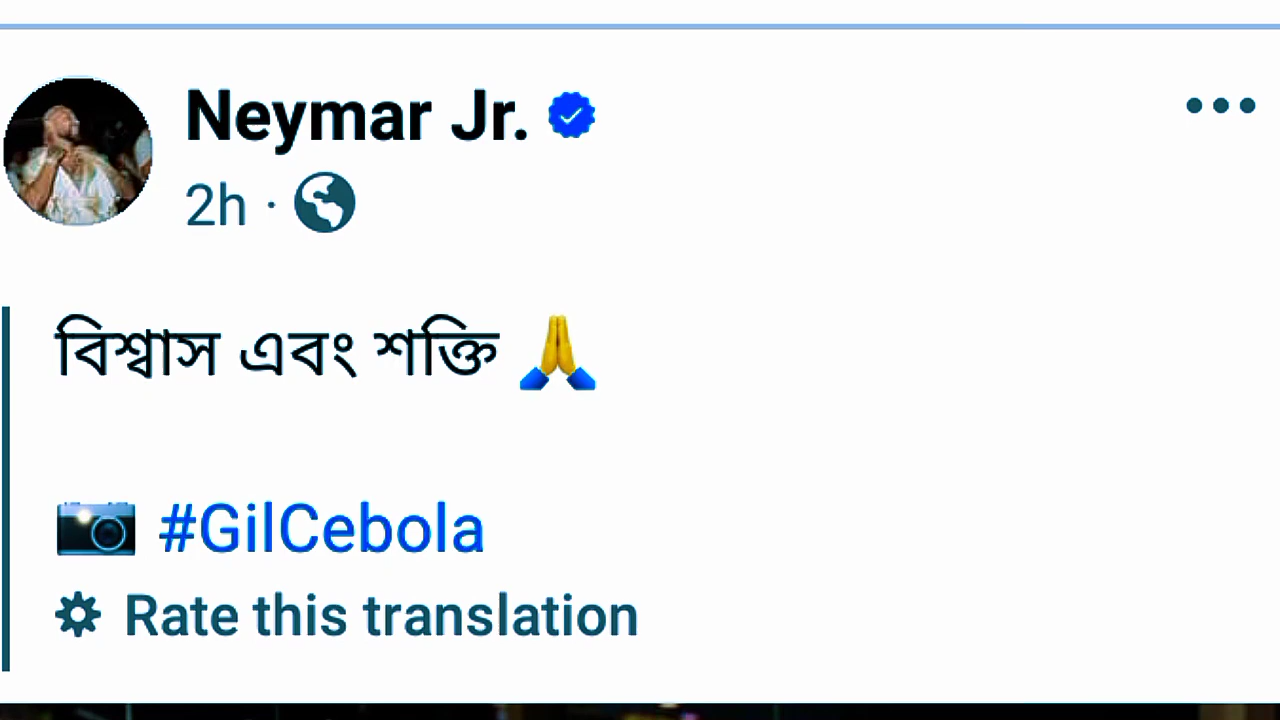 Neymar Jr.
2h ·
বিশ্বাস এবং শক্তি 🙏
📷 #GilCebola
Rate this translation